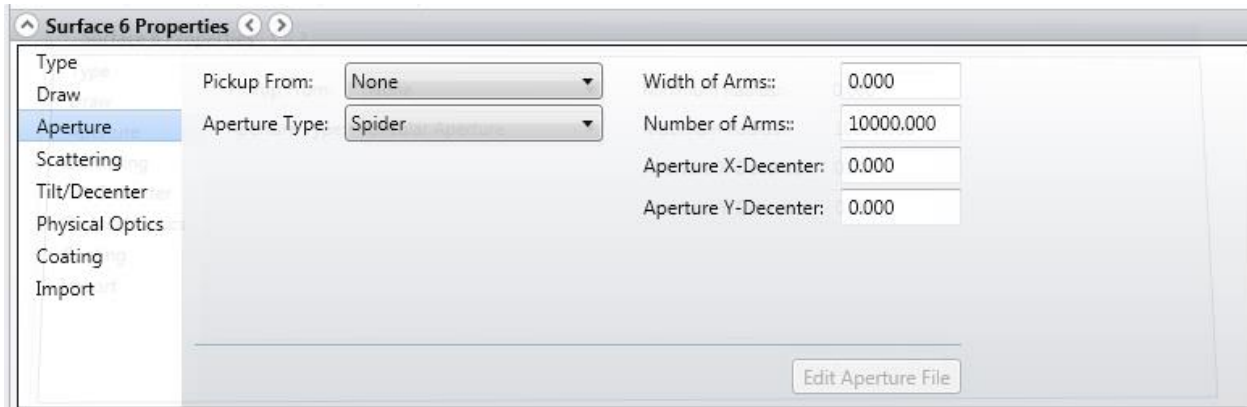 Surface 6 Properties
Type
Draw
Aperture
Scattering
Tilt/Decenter
Physical Optics
Coating
Import
Pickup From: None
Aperture Type: Spider
Width of Arms:: 0.000
Number of Arms:: 10000.000
Aperture X-Decenter: 0.000
Aperture Y-Decenter: 0.000
Edit Aperture File